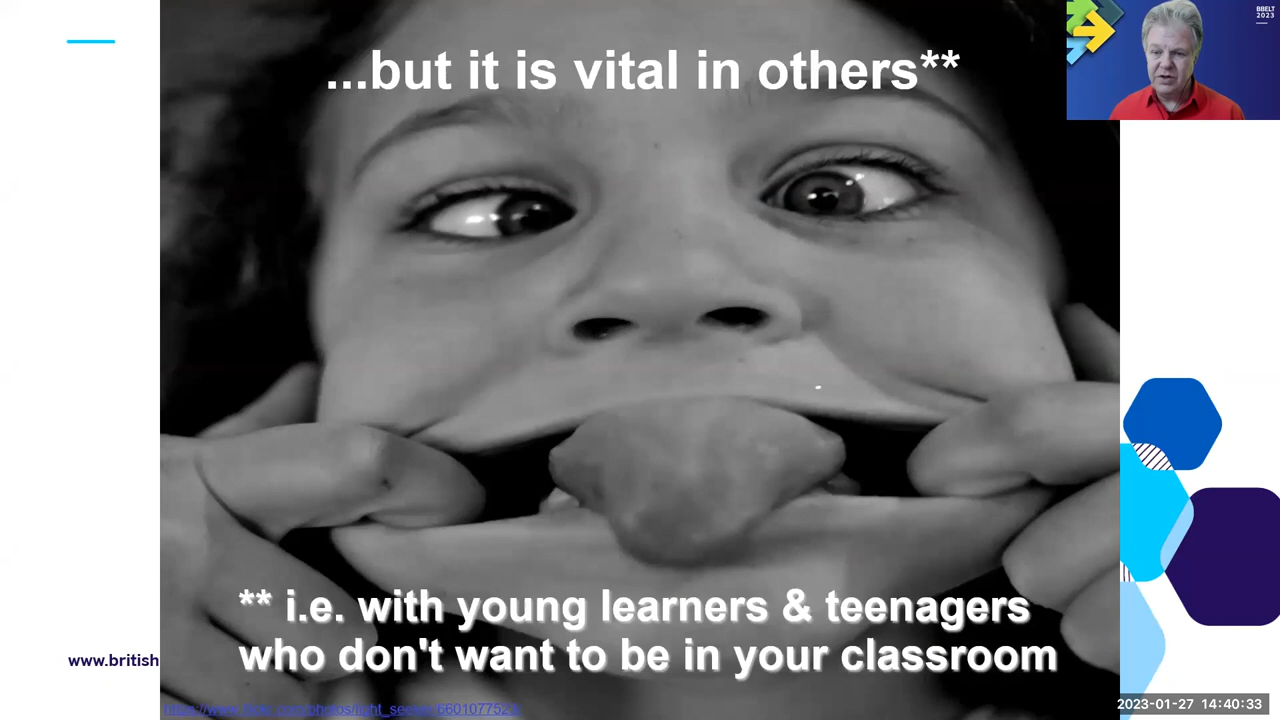 BBELT
2023
...but it is vital in others**
** i.e. with young learners & teenagers
who don't want to be in your classroom
www.british
2023-01-27 14:40:33